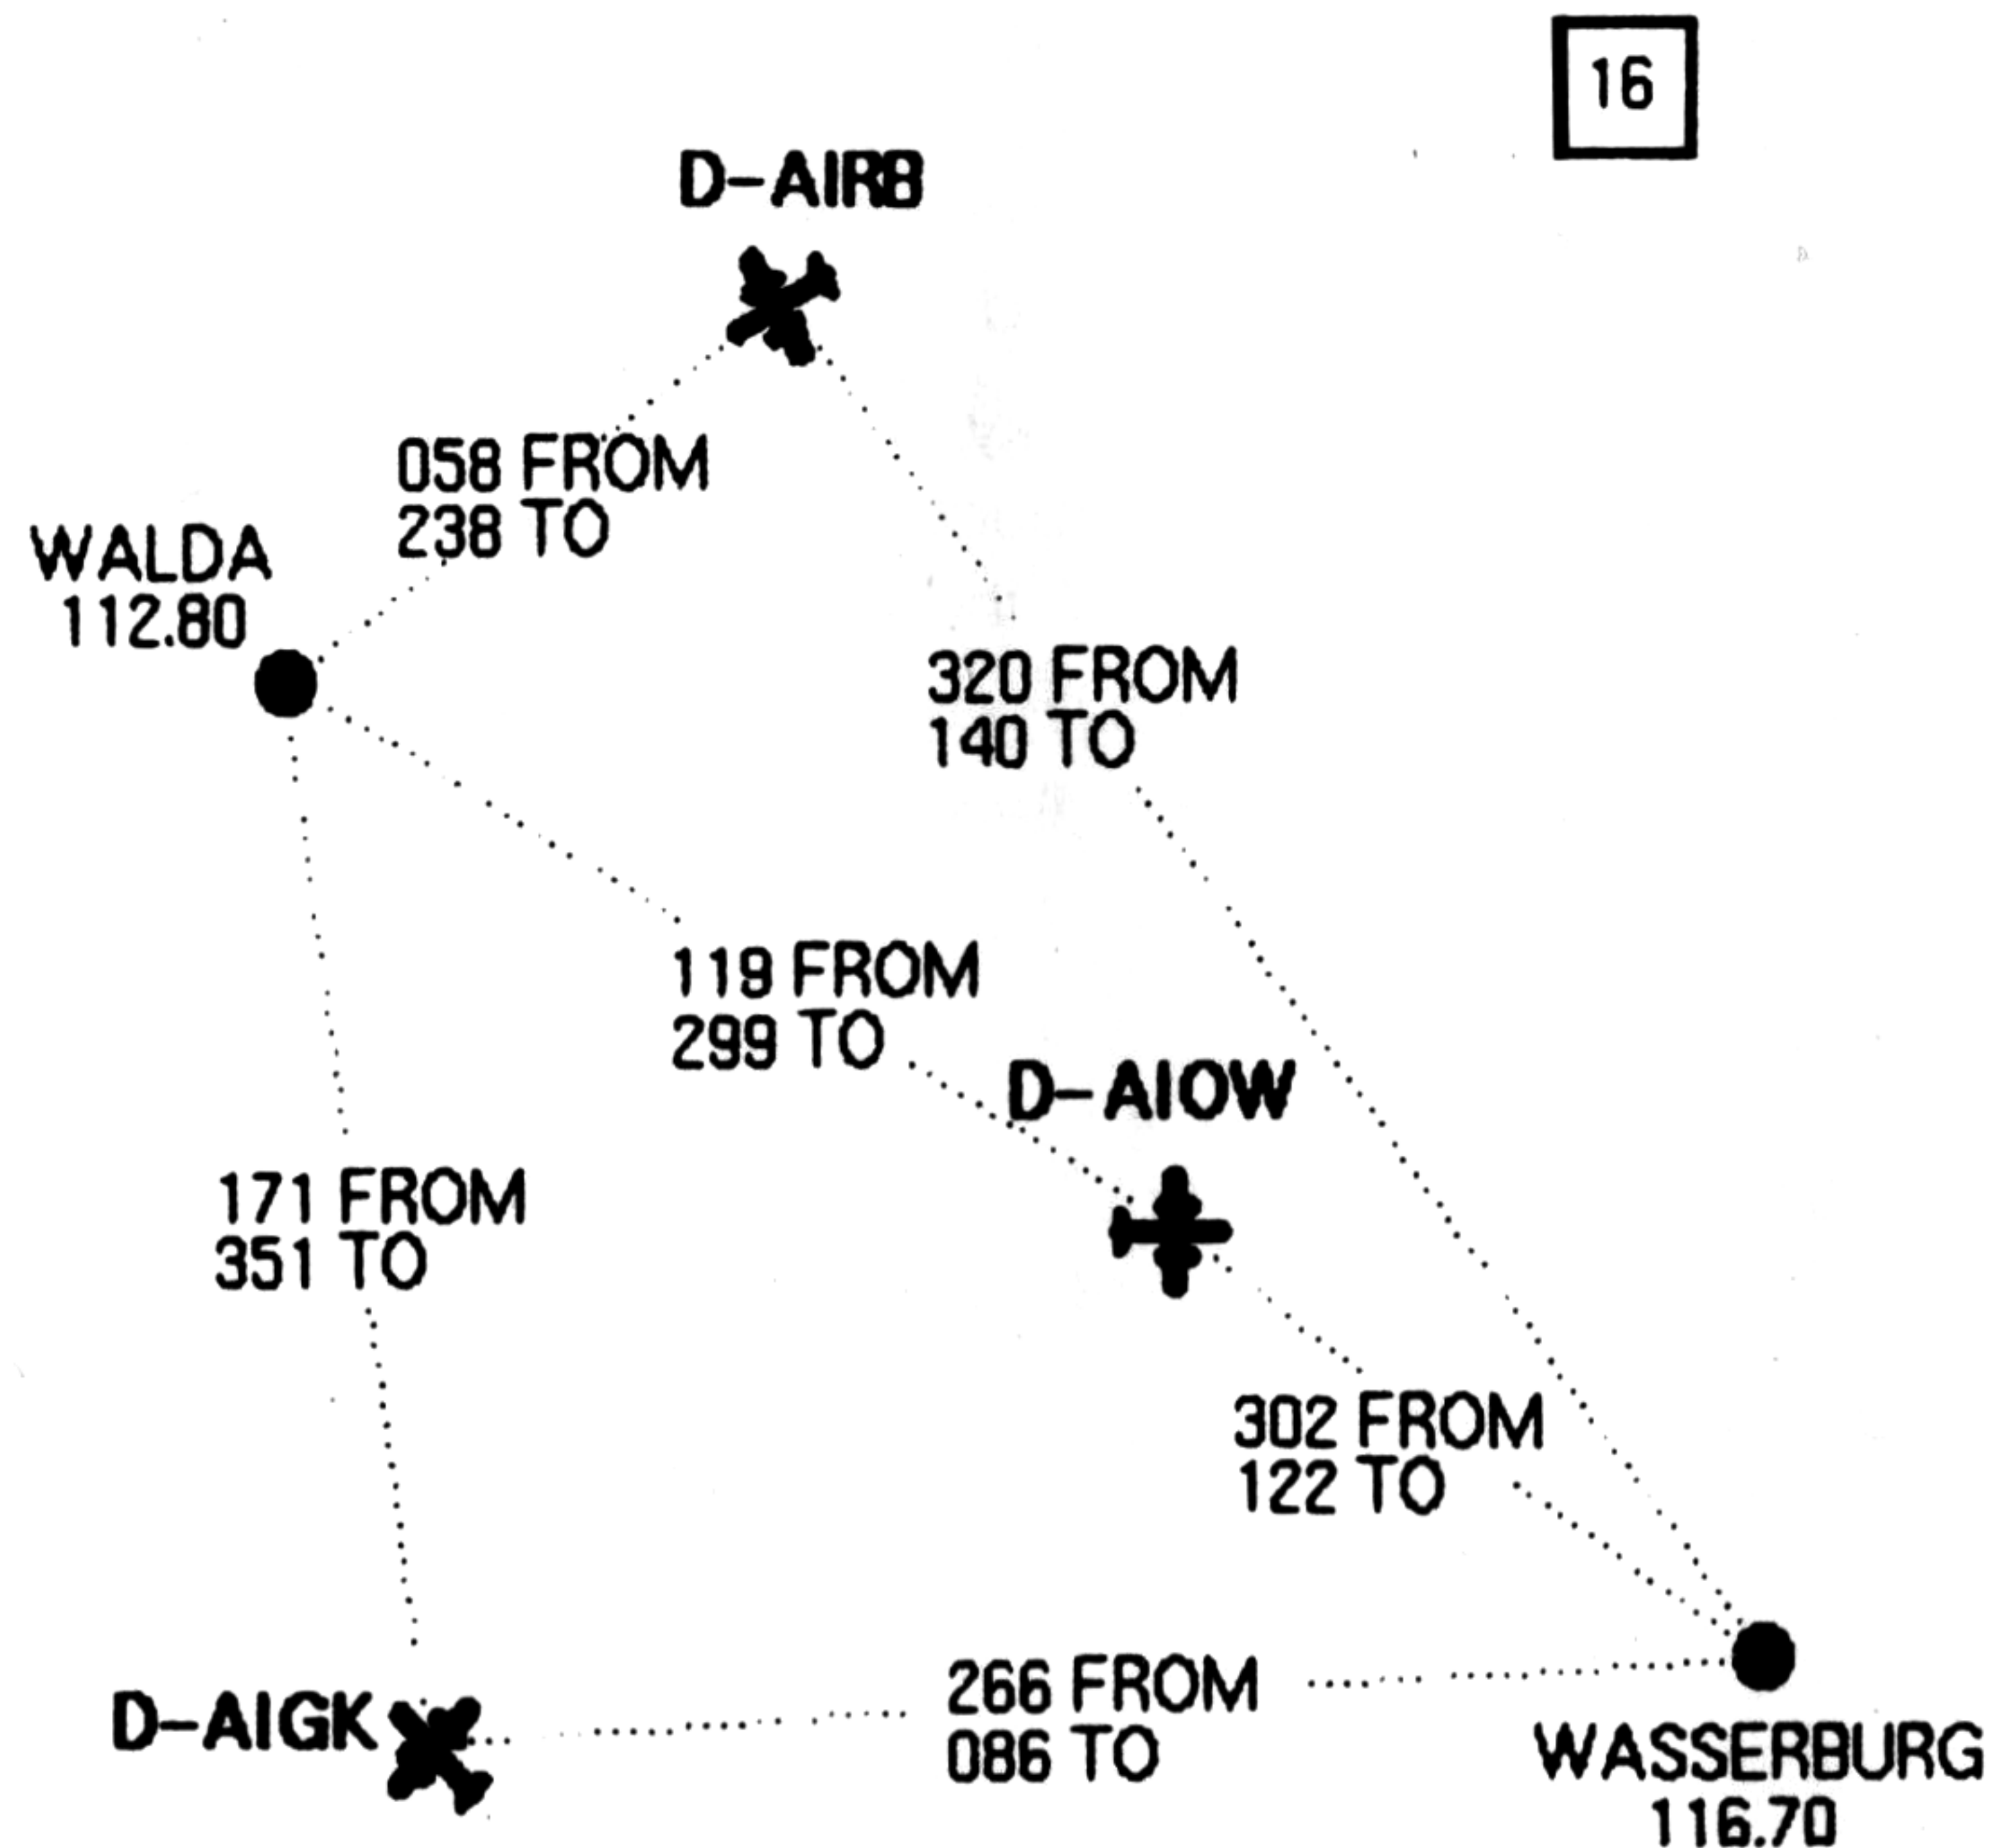 16
D-AIRB
058 FROM
238 TO
WALDA
112.80
320 FROM
140 TO
119 FROM
299 TO
D-AIOW
171 FROM
351 TO
302 FROM
122 TO
D-AIGK
266 FROM
086 TO
WASSERBURG
116.70